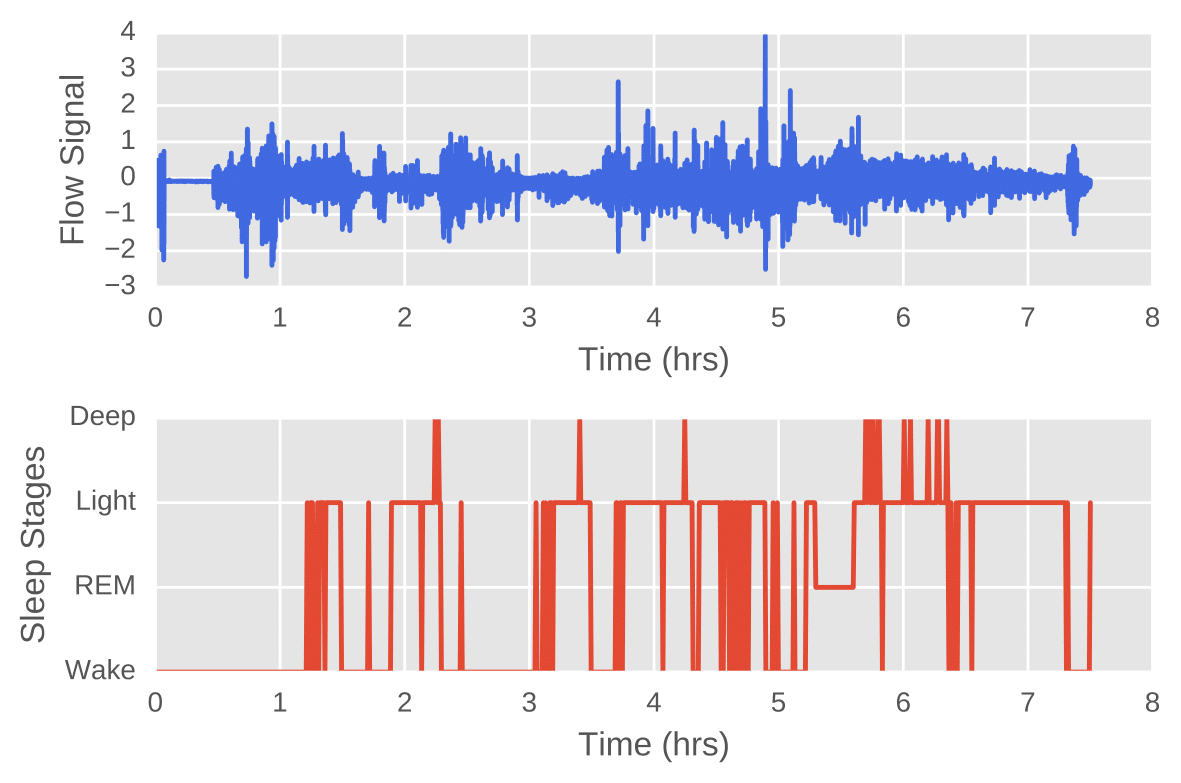 Flow Signal
4
3
2
1
0
−1
−2
−3
0 1 2 3 4 5 6 7 8
Time (hrs)
Sleep Stages
Deep
Light
REM
Wake
0 1 2 3 4 5 6 7 8
Time (hrs)